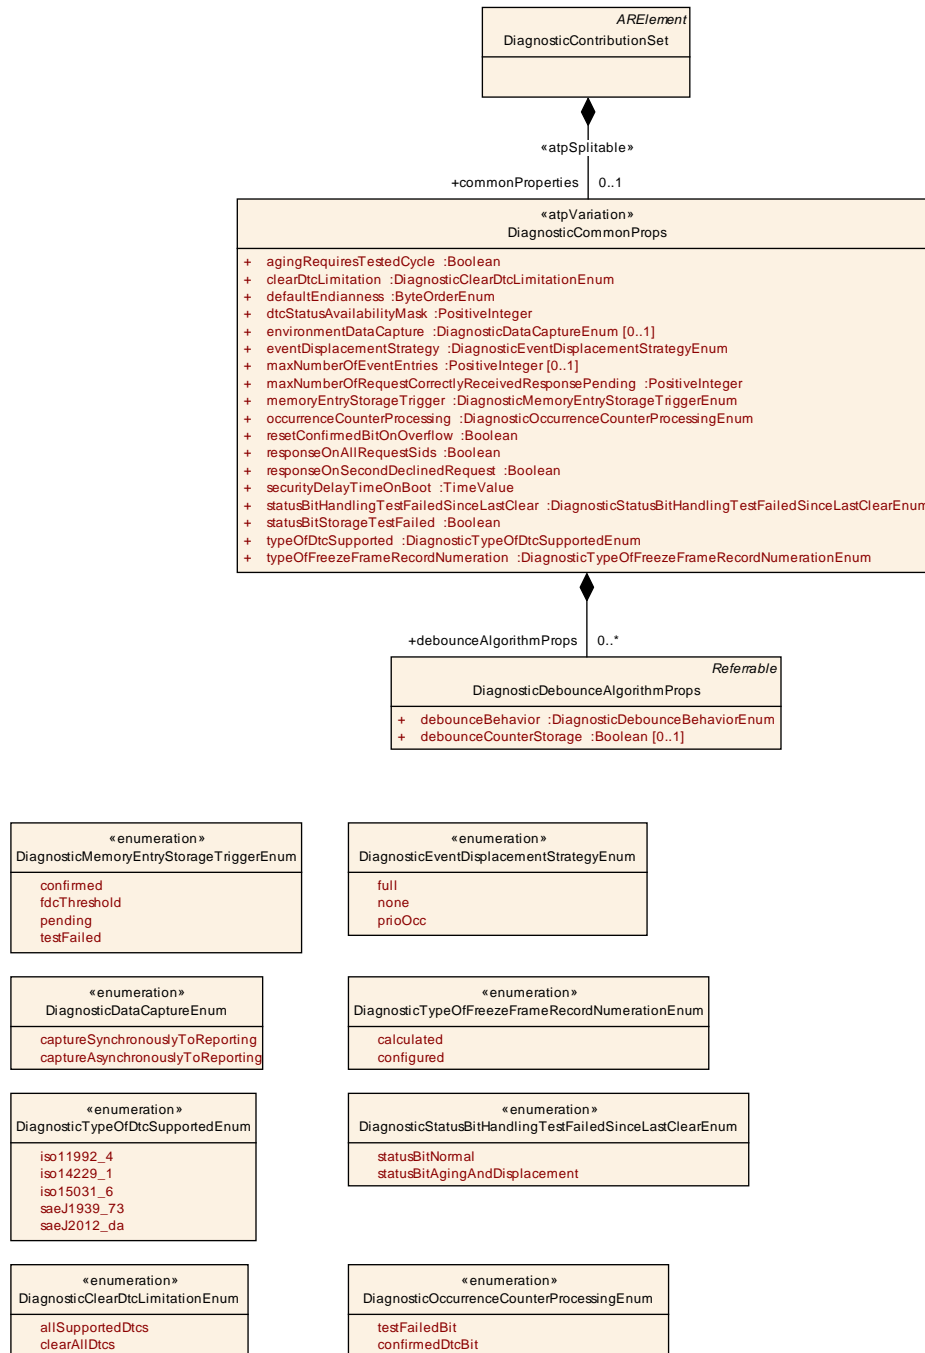 ARElement
DiagnosticContributionSet
«atpSplitable»
+commonProperties 0..1
«atpVariation»
DiagnosticCommonProps
+ agingRequiresTestedCycle :Boolean
+ clearDtcLimitation :DiagnosticClearDtcLimitationEnum
+ defaultEndianness :ByteOrderEnum
+ dtcStatusAvailabilityMask :PositiveInteger
+ environmentDataCapture :DiagnosticDataCaptureEnum [0..1]
+ eventDisplacementStrategy :DiagnosticEventDisplacementStrategyEnum
+ maxNumberOfEventEntries :PositiveInteger [0..1]
+ maxNumberOfRequestCorrectlyReceivedResponsePending :PositiveInteger
+ memoryEntryStorageTrigger :DiagnosticMemoryEntryStorageTriggerEnum
+ occurrenceCounterProcessing :DiagnosticOccurrenceCounterProcessingEnum
+ resetConfirmedBitOnOverflow :Boolean
+ responseOnAllRequestSids :Boolean
+ responseOnSecondDeclinedRequest :Boolean
+ securityDelayTimeOnBoot :TimeValue
+ statusBitHandlingTestFailedSinceLastClear :DiagnosticStatusBitHandlingTestFailedSinceLastClearEnum
+ statusBitStorageTestFailed :Boolean
+ typeOfDtcSupported :DiagnosticTypeOfDtcSupportedEnum
+ typeOfFreezeFrameRecordNumeration :DiagnosticTypeOfFreezeFrameRecordNumerationEnum
+debounceAlgorithmProps 0..*
Referrable
DiagnosticDebounceAlgorithmProps
+ debounceBehavior :DiagnosticDebounceBehaviorEnum
+ debounceCounterStorage :Boolean [0..1]
«enumeration»
DiagnosticMemoryEntryStorageTriggerEnum
confirmed
fdcThreshold
pending
testFailed
«enumeration»
DiagnosticEventDisplacementStrategyEnum
full
none
prioOcc
«enumeration»
DiagnosticDataCaptureEnum
captureSynchronouslyToReporting
captureAsynchronouslyToReporting
«enumeration»
DiagnosticTypeOfFreezeFrameRecordNumerationEnum
calculated
configured
«enumeration»
DiagnosticTypeOfDtcSupportedEnum
iso11992_4
iso14229_1
iso15031_6
saeJ1939_73
saeJ2012_da
«enumeration»
DiagnosticStatusBitHandlingTestFailedSinceLastClearEnum
statusBitNormal
statusBitAgingAndDisplacement
«enumeration»
DiagnosticClearDtcLimitationEnum
allSupportedDtcs
clearAllDtcs
«enumeration»
DiagnosticOccurrenceCounterProcessingEnum
testFailedBit
confirmedDtcBit